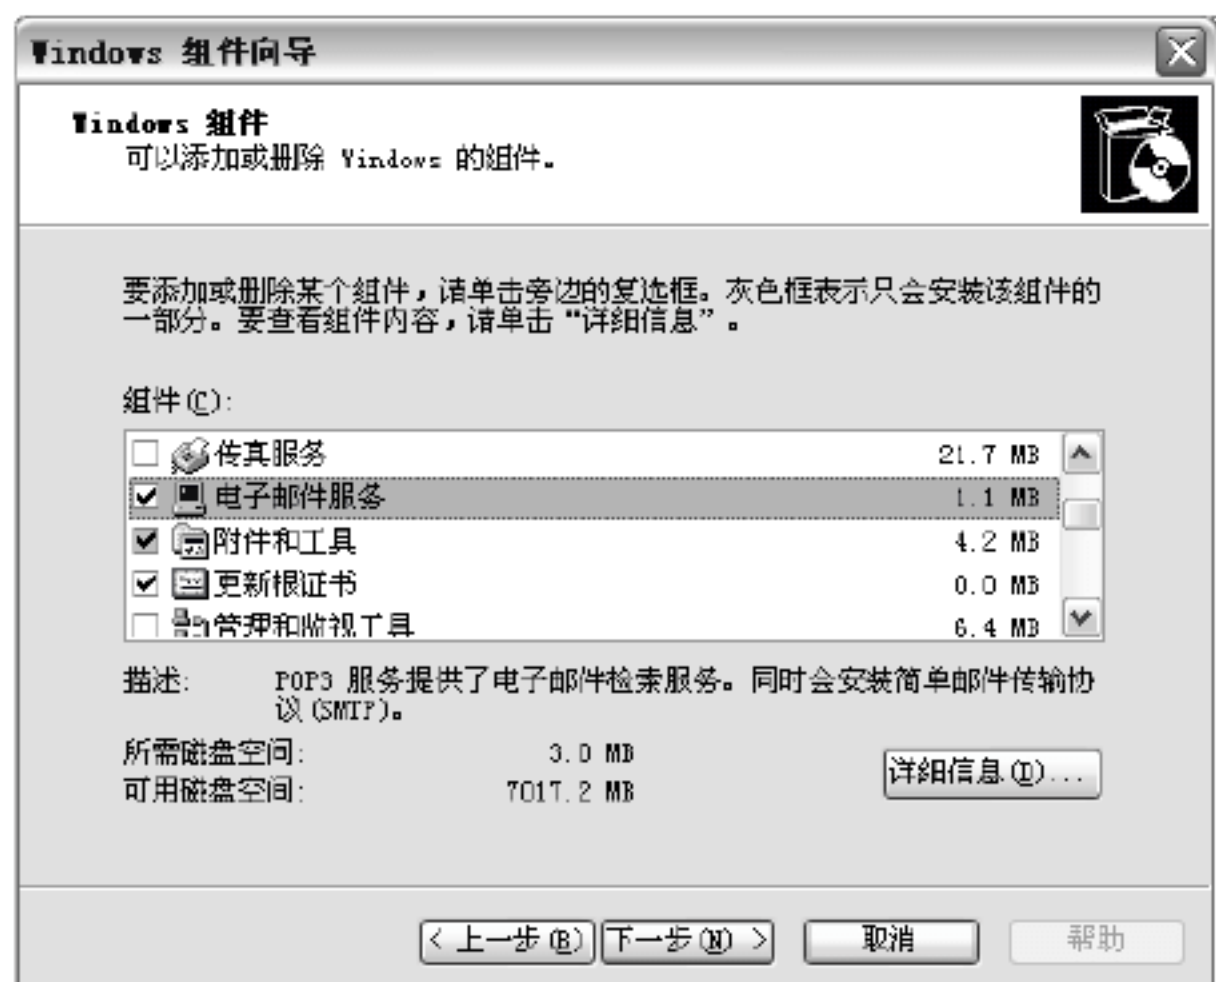 Windows 组件向导
Windows 组件
可以添加或删除 Windows 的组件。
要添加或删除某个组件，请单击旁边的复选框。灰色框表示只会安装该组件的
一部分。要查看组件内容，请单击“详细信息”。
组件(C):
传真服务 21.7 MB
电子邮件服务 1.1 MB
附件和工具 4.2 MB
更新根证书 0.0 MB
管理和监视工具 6.4 MB
描述: POP3 服务提供了电子邮件检索服务。同时会安装简单邮件传输协
议(SMTP)。
所需磁盘空间: 3.0 MB
可用磁盘空间: 7017.2 MB
详细信息(D)...
< 上一步(B) 下一步(N) > 取消 帮助